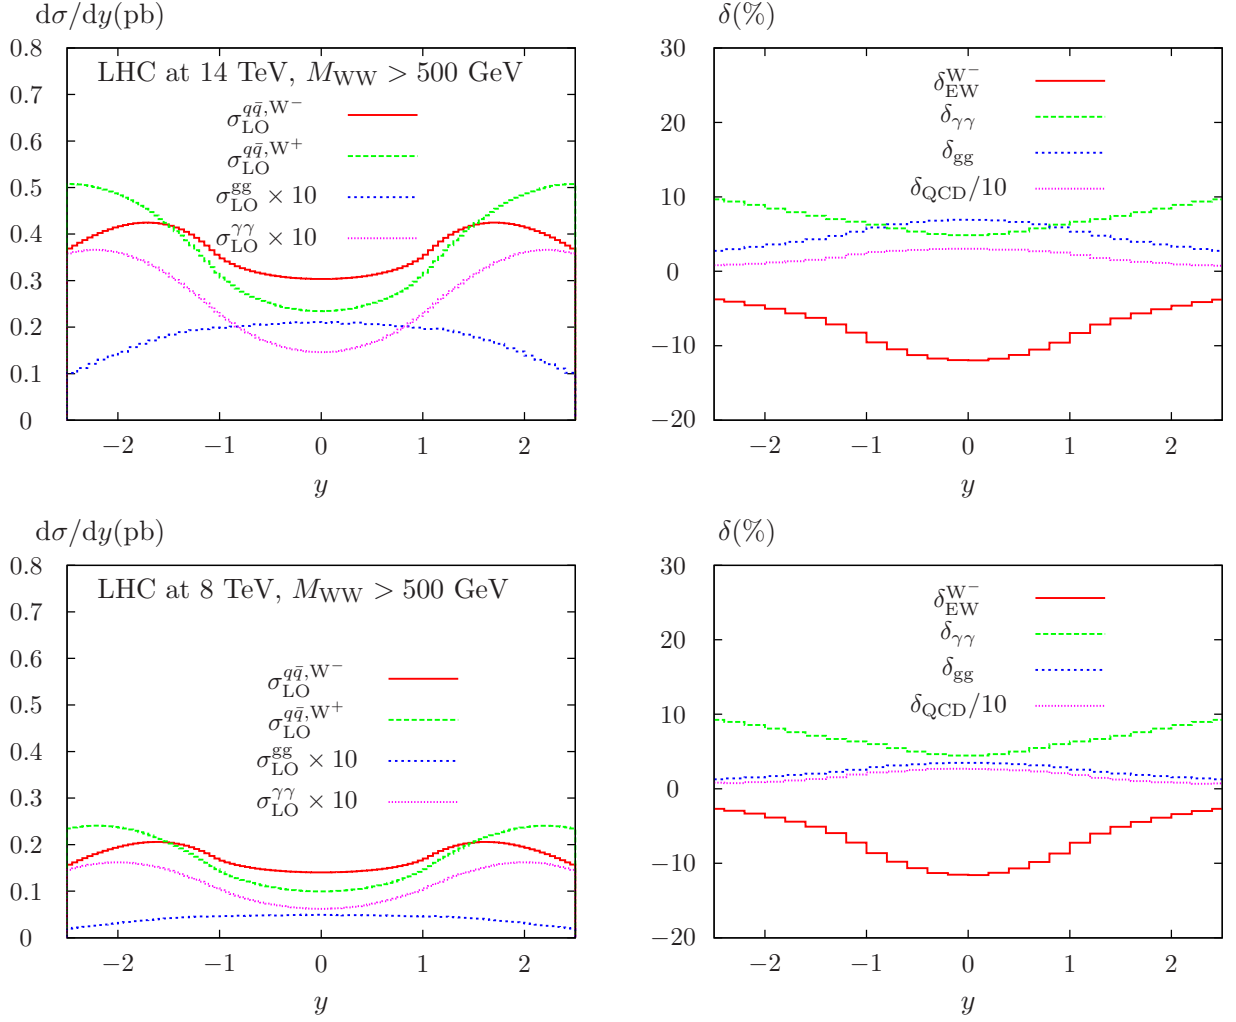 dσ/dy(pb)
LHC at 14 TeV, M_WW > 500 GeV
σ_LO^{qq̄,W−}
σ_LO^{qq̄,W+}
σ_LO^{gg} × 10
σ_LO^{γγ} × 10
0.8
0.7
0.6
0.5
0.4
0.3
0.2
0.1
0
−2 −1 0 1 2
y
δ(%)
δ_EW^{W−}
δ_γγ
δ_gg
δ_QCD/10
30
20
10
0
−10
−20
−2 −1 0 1 2
y
dσ/dy(pb)
LHC at 8 TeV, M_WW > 500 GeV
σ_LO^{qq̄,W−}
σ_LO^{qq̄,W+}
σ_LO^{gg} × 10
σ_LO^{γγ} × 10
0.8
0.7
0.6
0.5
0.4
0.3
0.2
0.1
0
−2 −1 0 1 2
y
δ(%)
δ_EW^{W−}
δ_γγ
δ_gg
δ_QCD/10
30
20
10
0
−10
−20
−2 −1 0 1 2
y